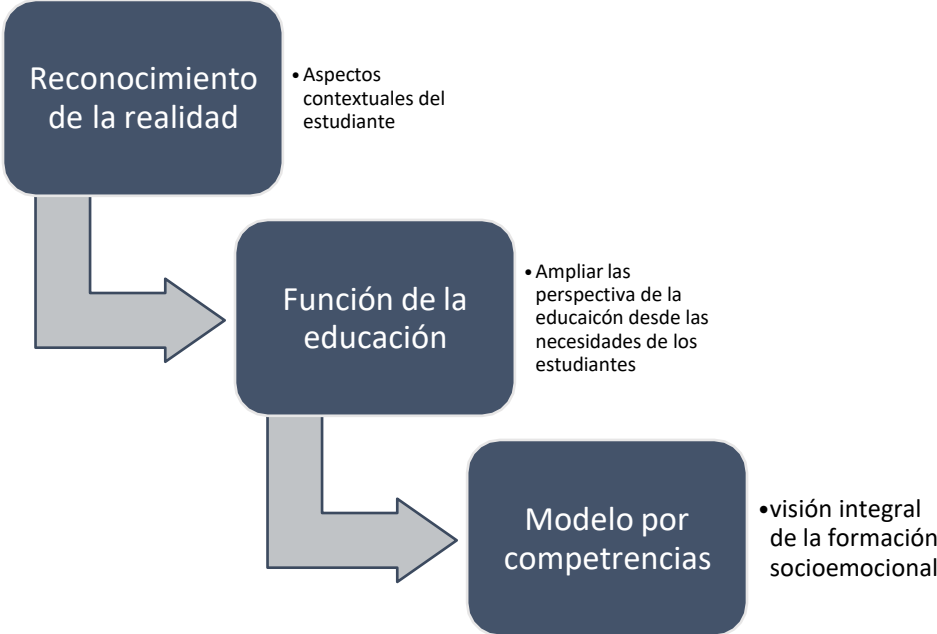 Reconocimiento
de la realidad
• Aspectos
contextuales del
estudiante
Función de la
educación
• Ampliar las
perspectiva de la
educaicón desde las
necesidades de los
estudiantes
Modelo por
competrencias
•visión integral
de la formación
socioemocional